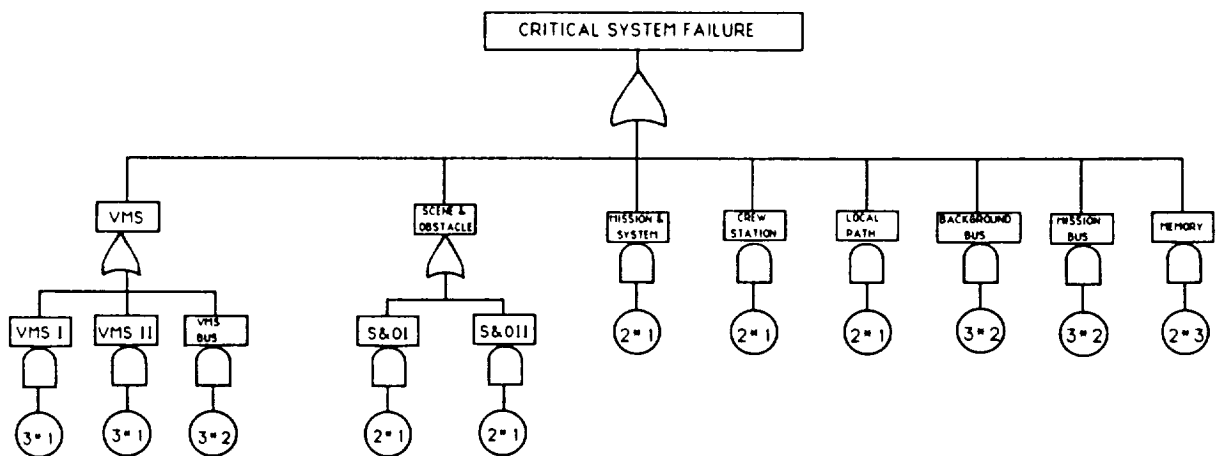 CRITICAL SYSTEM FAILURE
VMS
SCENE &
OBSTACLE
MISSION &
SYSTEM
CREW
STATION
LOCAL
PATH
BACKGROUND
BUS
MISSION
BUS
MEMORY
VMS I
VMS II
VMS
BUS
S&OI
S&OII
2*1
2*1
2*1
3*2
3*2
2*3
3*1
3*1
3*2
2*1
2*1